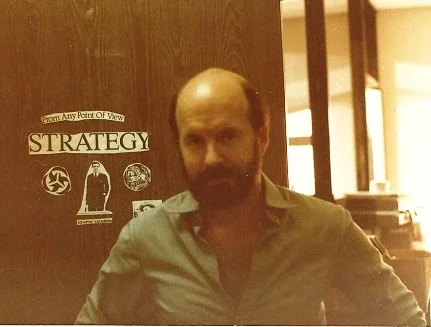 From Any Point Of View
STRATEGY